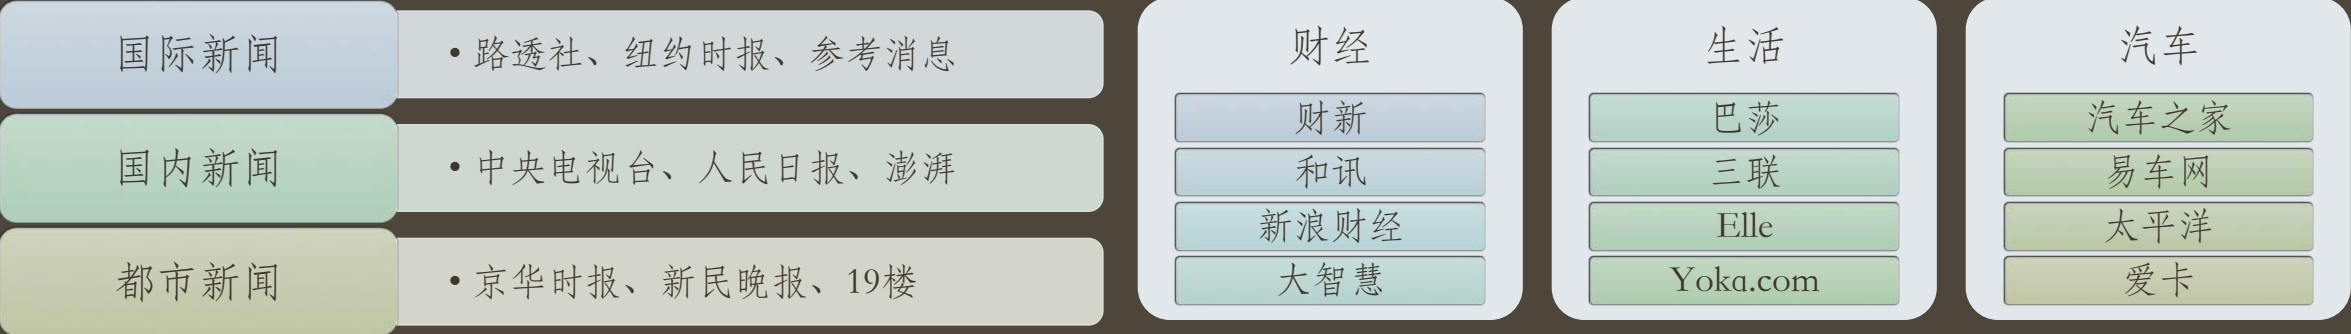 国际新闻
• 路透社、纽约时报、参考消息
国内新闻
• 中央电视台、人民日报、澎湃
都市新闻
• 京华时报、新民晚报、19楼
财经
财新
和讯
新浪财经
大智慧
生活
巴莎
三联
Elle
Yoka.com
汽车
汽车之家
易车网
太平洋
爱卡